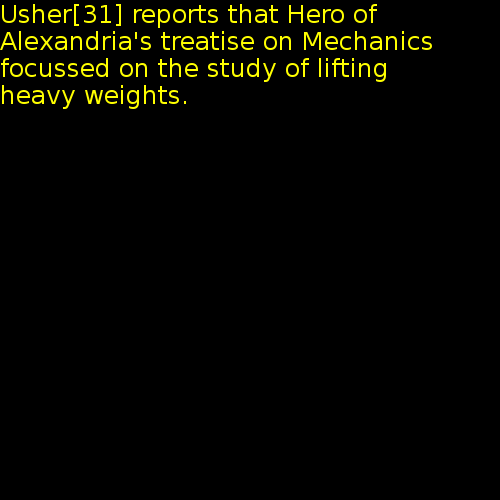 Usher[31] reports that Hero of
Alexandria's treatise on Mechanics
focussed on the study of lifting
heavy weights.